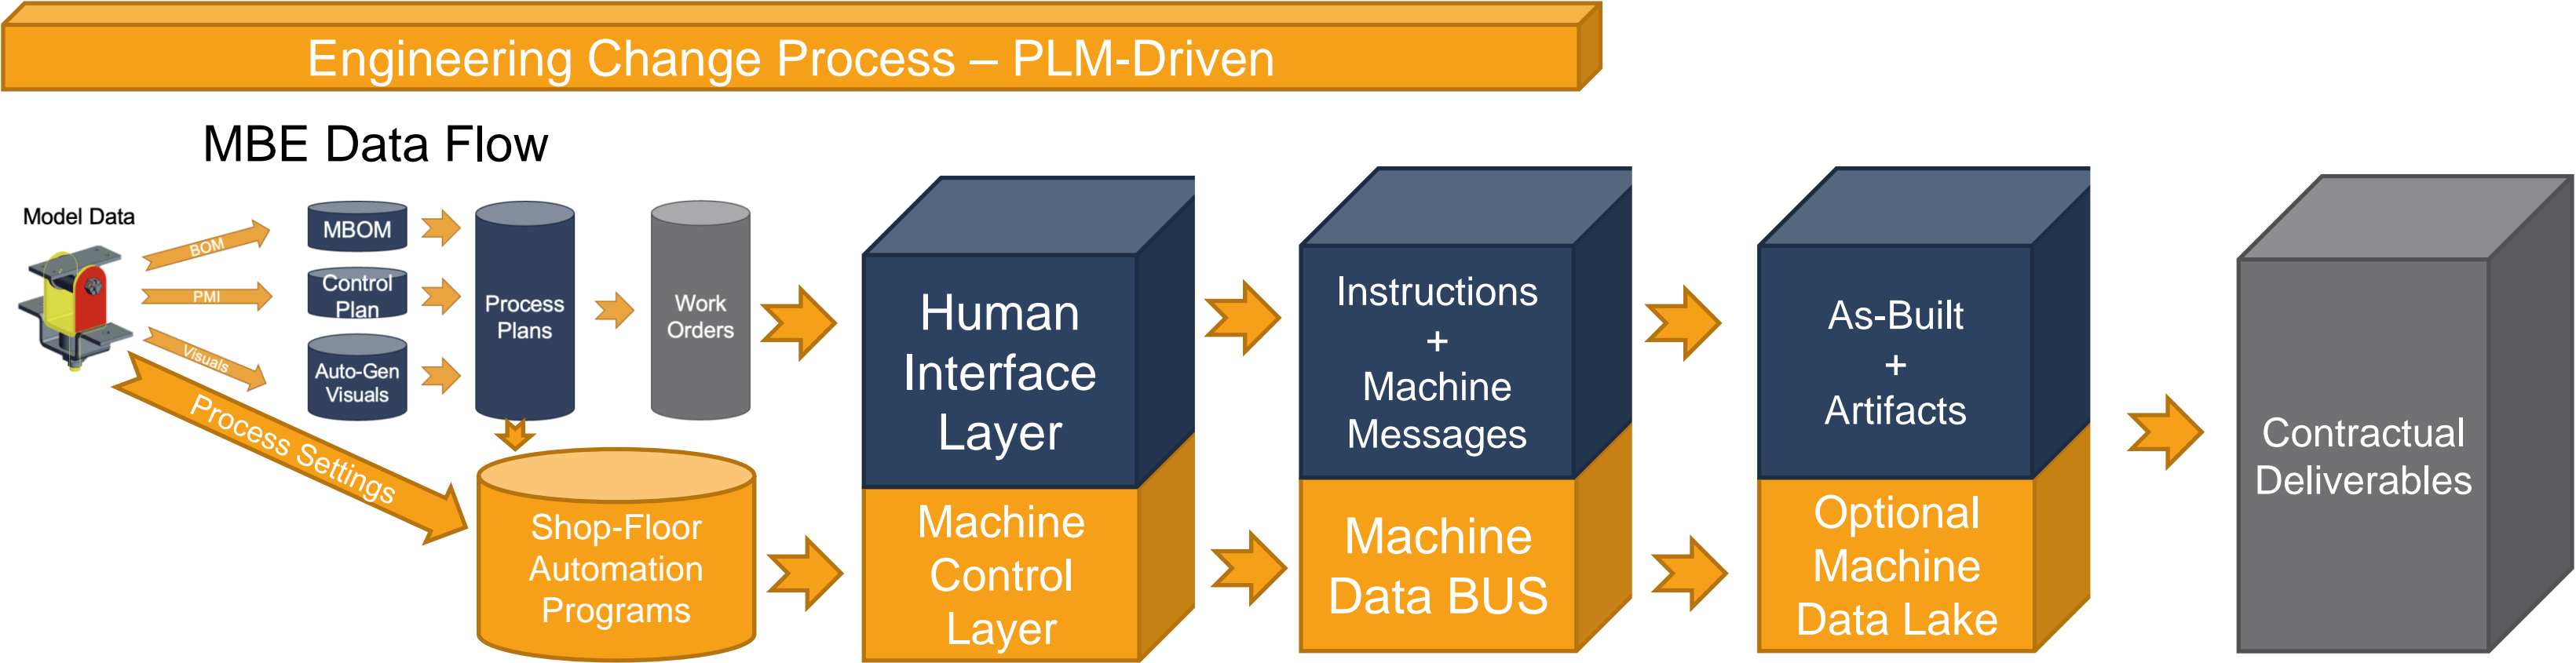 Engineering Change Process – PLM-Driven
MBE Data Flow
Model Data
BOM
PMI
Visuals
Process Settings
MBOM
Control
Plan
Auto-Gen
Visuals
Process
Plans
Work
Orders
Shop-Floor
Automation
Programs
Human
Interface
Layer
Machine
Control
Layer
Instructions
+
Machine
Messages
Machine
Data BUS
As-Built
+
Artifacts
Optional
Machine
Data Lake
Contractual
Deliverables